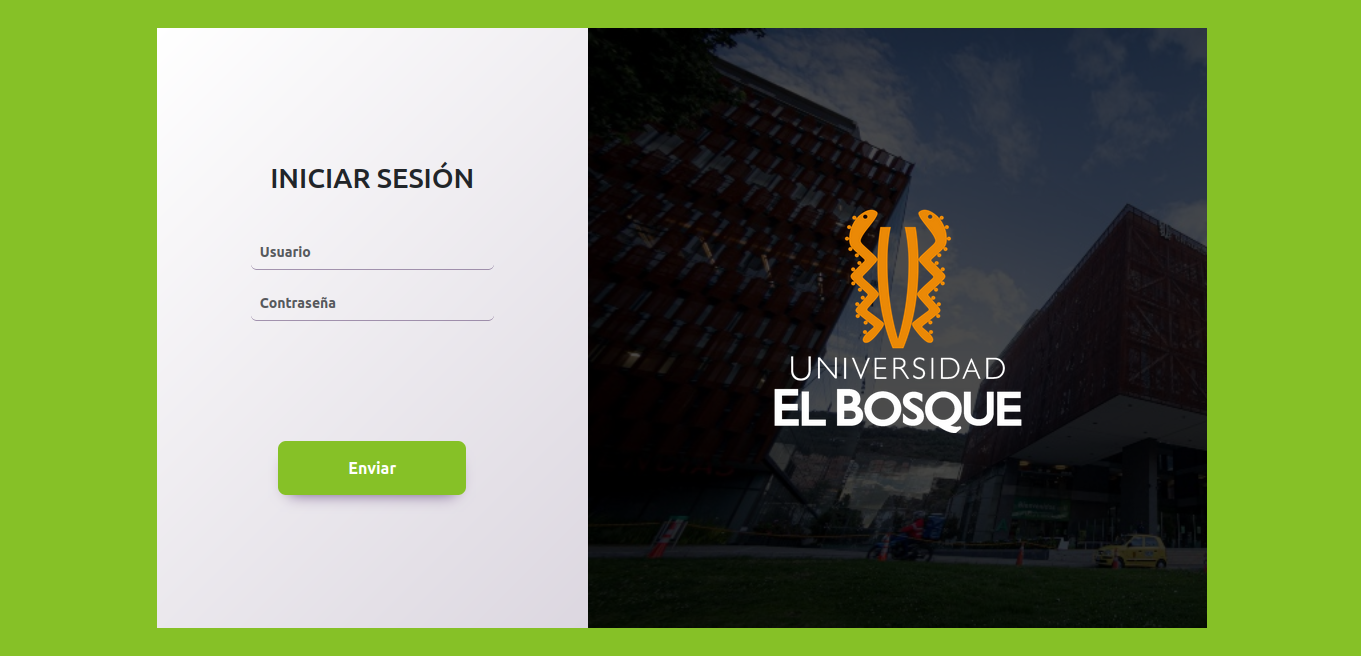 INICIAR SESIÓN
Usuario
Contraseña
Enviar
UNIVERSIDAD
EL BOSQUE